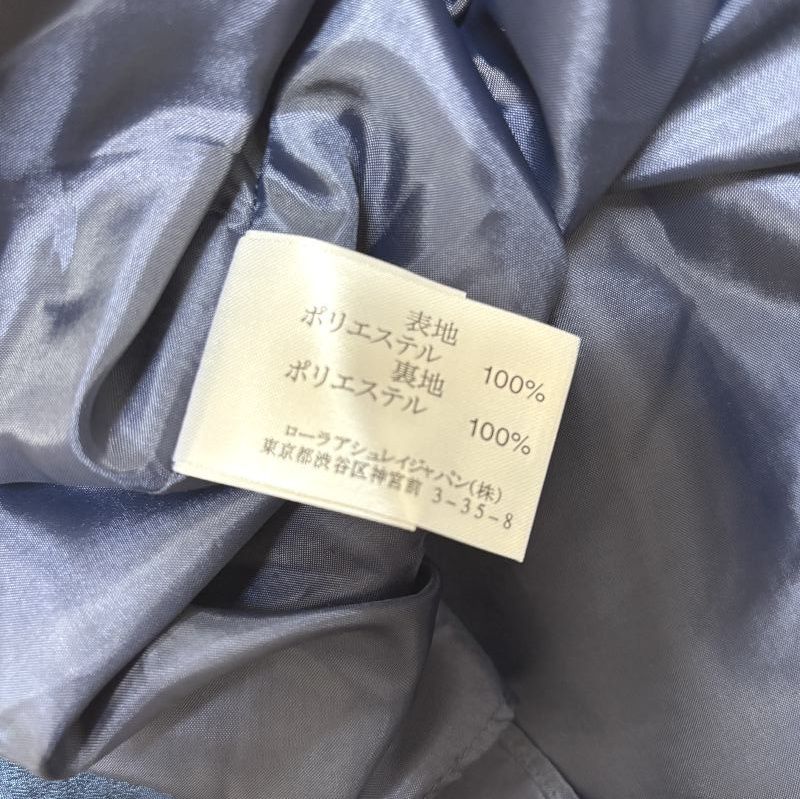 表地
ポリエステル 100%
裏地
ポリエステル 100%
ローラアシュレイジャパン(株)
東京都渋谷区神宮前 3-35-8